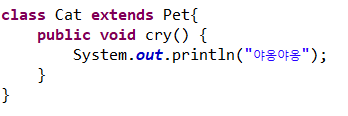 class Cat extends Pet{
    public void cry() {
        System.out.println("야옹야옹");
    }
}